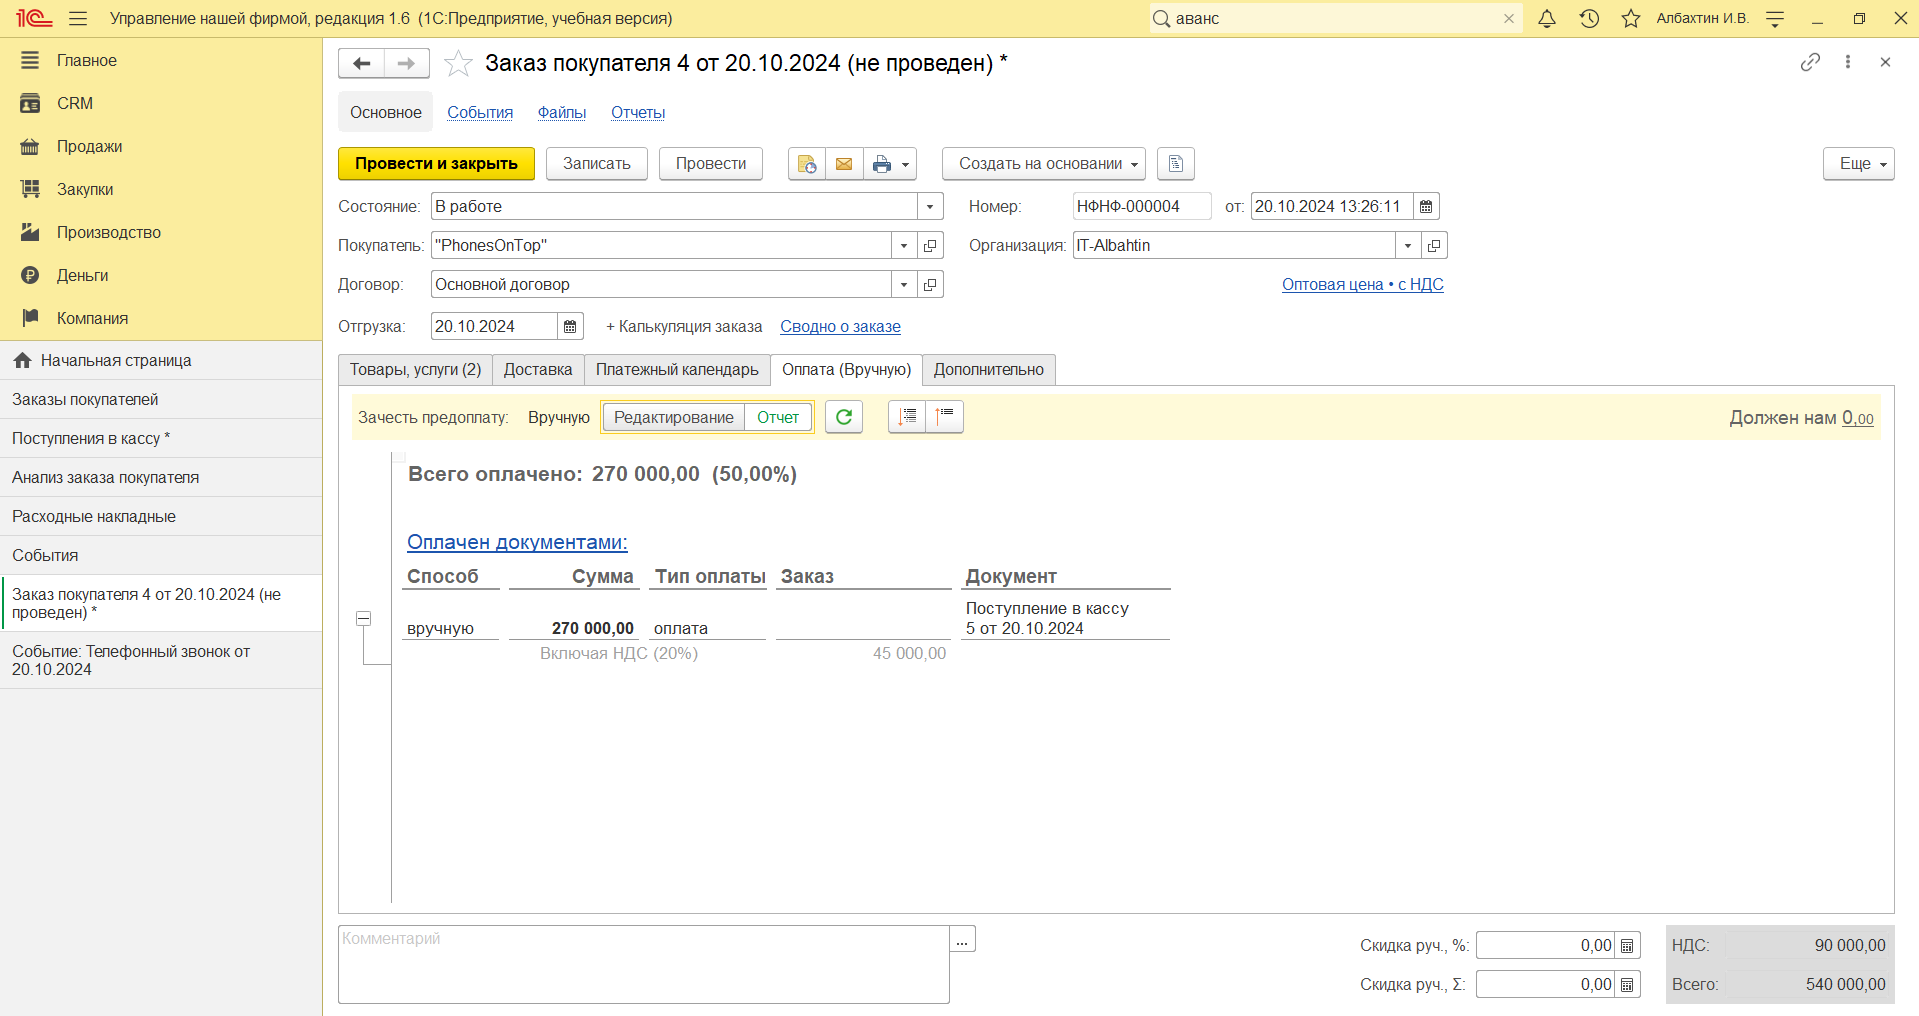 1С Управление нашей фирмой, редакция 1.6 (1С:Предприятие, учебная версия) аванс Албахтин И.В.
Главное
CRM
Продажи
Закупки
Производство
Деньги
Компания
Начальная страница
Заказы покупателей
Поступления в кассу *
Анализ заказа покупателя
Расходные накладные
События
Заказ покупателя 4 от 20.10.2024 (не
проведен) *
Событие: Телефонный звонок от
20.10.2024
Заказ покупателя 4 от 20.10.2024 (не проведен) *
Основное События Файлы Отчеты
Провести и закрыть Записать Провести Создать на основании Еще
Состояние: В работе Номер: НФНФ-000004 от: 20.10.2024 13:26:11
Покупатель: "PhonesOnTop" Организация: IT-Albahtin
Договор: Основной договор Оптовая цена • с НДС
Отгрузка: 20.10.2024 + Калькуляция заказа Сводно о заказе
Товары, услуги (2) Доставка Платежный календарь Оплата (Вручную) Дополнительно
Зачесть предоплату: Вручную Редактирование Отчет Должен нам 0,00
Всего оплачено: 270 000,00 (50,00%)
Оплачен документами:
Способ Сумма Тип оплаты Заказ Документ
Поступление в кассу
вручную 270 000,00 оплата 5 от 20.10.2024
Включая НДС (20%) 45 000,00
Комментарий ...
Скидка руч., %: 0,00 НДС: 90 000,00
Скидка руч., Σ: 0,00 Всего: 540 000,00